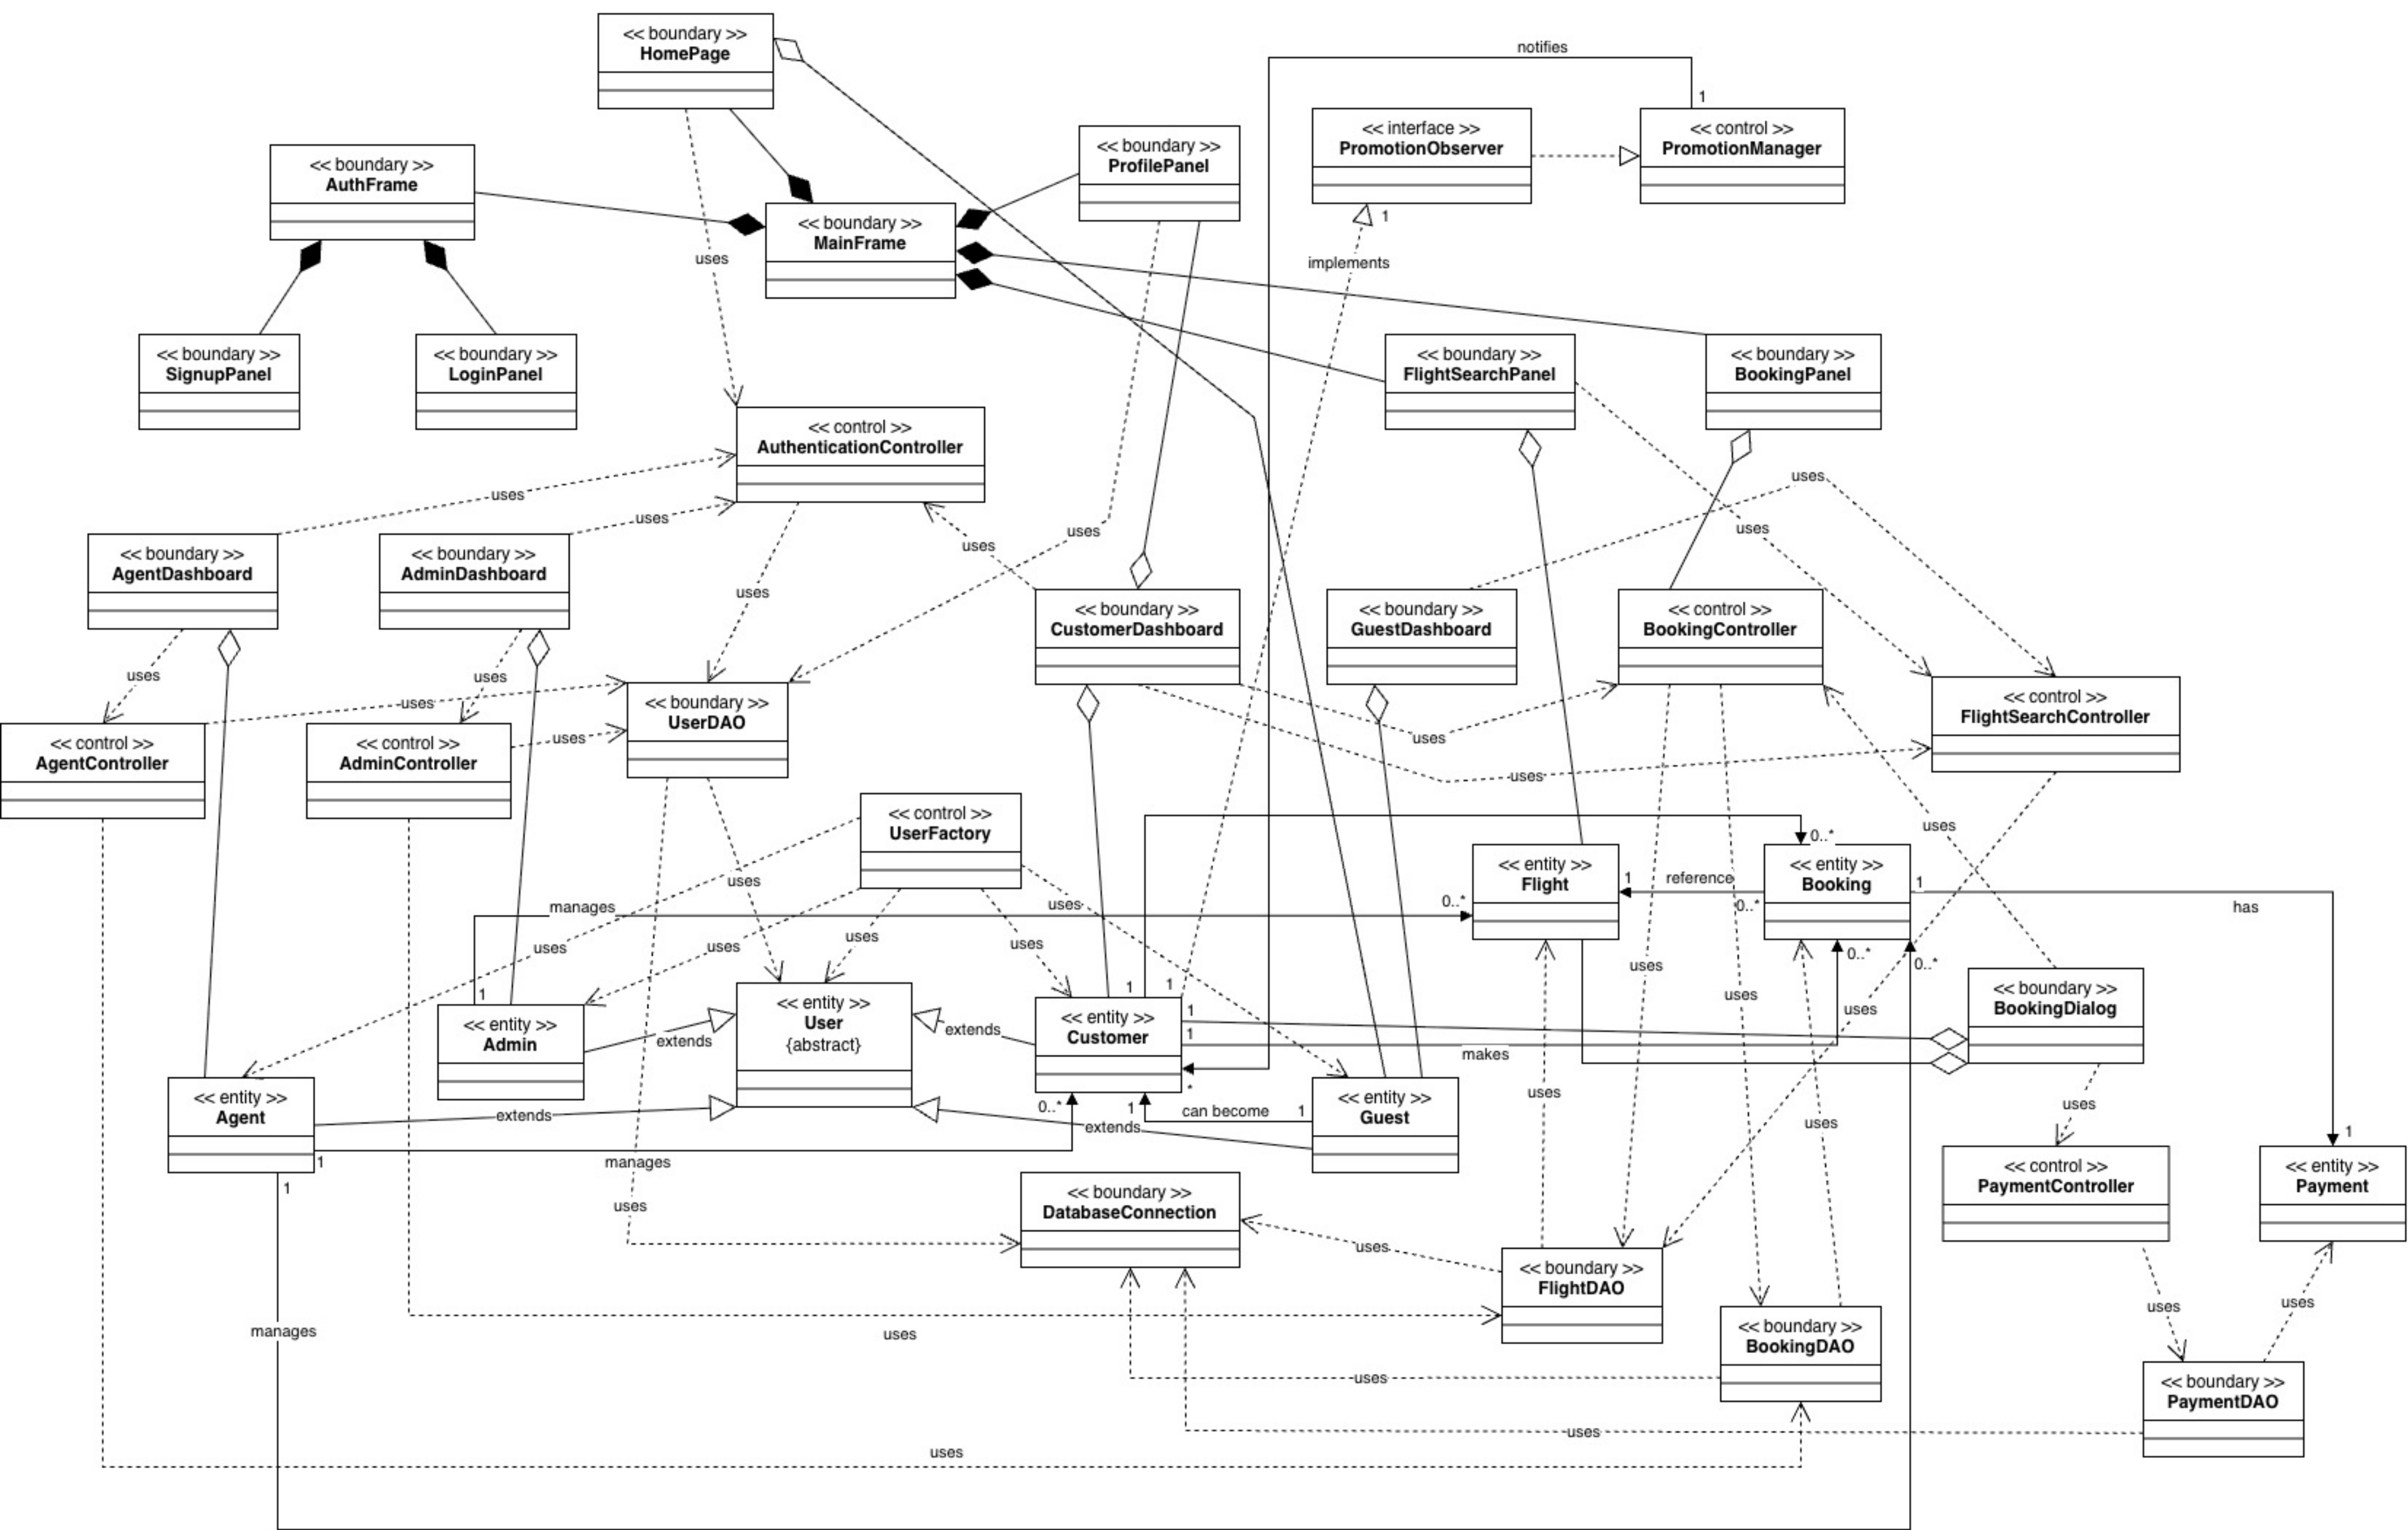 << boundary >>
HomePage
notifies
1
<< boundary >>
ProfilePanel
<< interface >>
PromotionObserver
<< control >>
PromotionManager
<< boundary >>
AuthFrame
<< boundary >>
MainFrame
1
uses
implements
<< boundary >>
SignupPanel
<< boundary >>
LoginPanel
<< boundary >>
FlightSearchPanel
<< boundary >>
BookingPanel
<< control >>
AuthenticationController
uses
uses
uses
uses
uses
uses
<< boundary >>
AgentDashboard
<< boundary >>
AdminDashboard
uses
<< boundary >>
CustomerDashboard
<< boundary >>
GuestDashboard
<< control >>
BookingController
uses
uses
uses
<< boundary >>
UserDAO
<< control >>
FlightSearchController
<< control >>
AgentController
<< control >>
AdminController
uses
uses
uses
<< control >>
UserFactory
uses
0..*
<< entity >>
Flight
1
reference
0..*
<< entity >>
Booking
1
has
uses
manages
uses
0..*
uses
uses
uses
uses
0..*
0..*
uses
uses
uses
1
<< entity >>
Admin
<< entity >>
User
{abstract}
1
1
<< entity >>
Customer
1
1
extends
extends
makes
*
<< boundary >>
BookingDialog
<< entity >>
Agent
extends
0..*
1
can become
1
extends
<< entity >>
Guest
uses
uses
uses
1
1
manages
1
<< control >>
PaymentController
<< entity >>
Payment
uses
<< boundary >>
DatabaseConnection
uses
<< boundary >>
FlightDAO
manages
uses
<< boundary >>
BookingDAO
uses
uses
uses
<< boundary >>
PaymentDAO
uses
uses